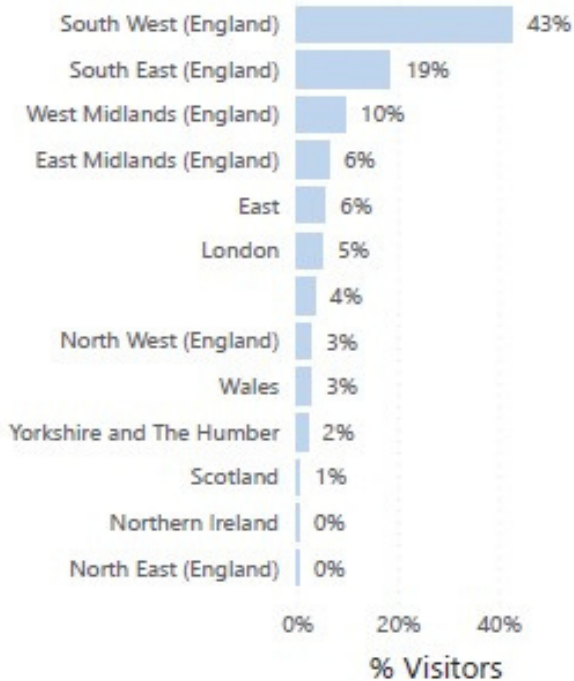 South West (England) 43%
South East (England) 19%
West Midlands (England) 10%
East Midlands (England) 6%
East 6%
London 5%
4%
North West (England) 3%
Wales 3%
Yorkshire and The Humber 2%
Scotland 1%
Northern Ireland 0%
North East (England) 0%
0% 20% 40%
% Visitors